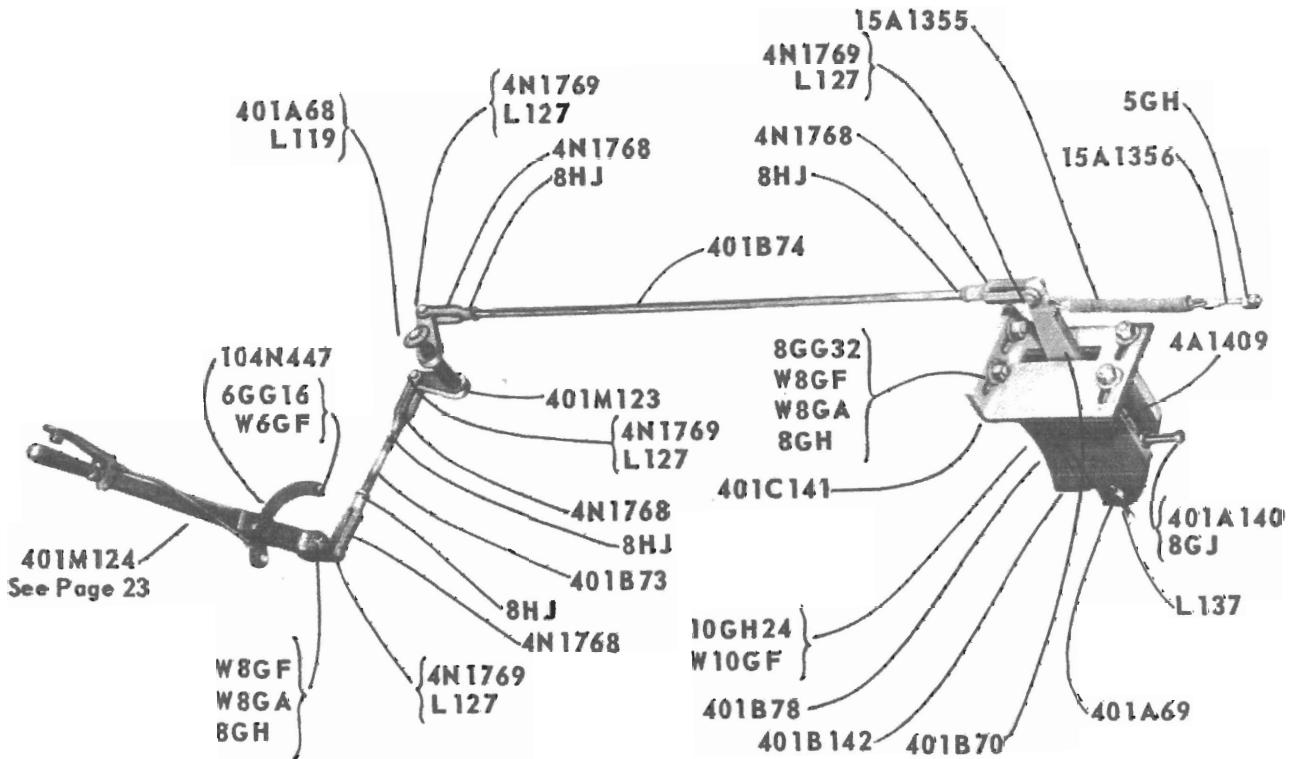 15A1355
4N1769
L127
5GH
401A68
L119
4N1769
L127
4N1768
8HJ
4N1768
8HJ
15A1356
401B74
104N447
6GG16
W6GF
8GG32
W8GF
W8GA
8GH
4A1409
401M123
4N1769
L127
401C141
4N1768
8HJ
401B73
401M124
See Page 23
401A140
8GJ
8HJ
4N1768
L137
10GH24
W10GF
W8GF
W8GA
8GH
4N1769
L127
401B78
401B142
401B70
401A69